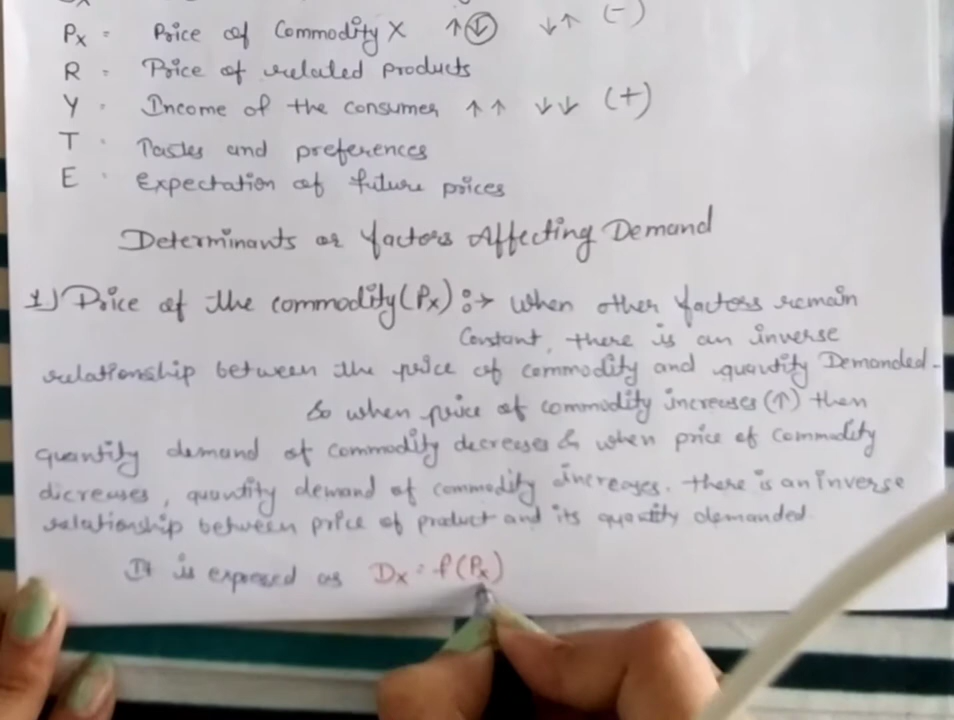 Px = Price of Commodity X ↑↓ ↓↑ (-)
R = Price of related products
Y = Income of the consumer ↑↑ ↓↓ (+)
T = Tastes and preferences
E = Expectation of future prices
Determinants or factors Affecting Demand
1) Price of the commodity (Px) :→ when other factors remain
Constant, there is an inverse
relationship between the price of commodity and quantity Demanded.
So when price of commodity increases (↑) then
quantity demand of commodity decreases & when price of Commodity
dicreases, quantity demand of commodity increases. there is an inverse
relationship between price of product and its quantity demanded.
It is expressed as Dx = f(Px)